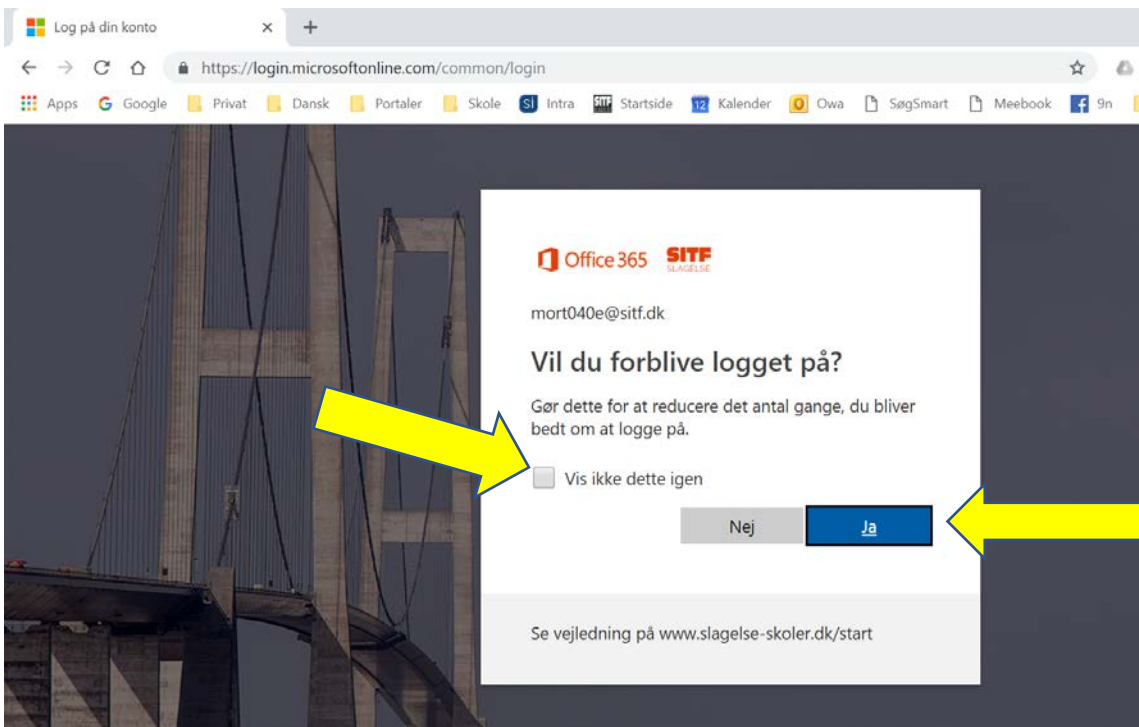 Log på din konto
https://login.microsoftonline.com/common/login
Apps Google Privat Dansk Portaler Skole SI Intra SITF Startside 12 Kalender Owa SøgSmart Meebook 9n
Office 365 SITF
SLAGELSE
mort040e@sitf.dk
Vil du forblive logget på?
Gør dette for at reducere det antal gange, du bliver
bedt om at logge på.
Vis ikke dette igen
Nej Ja
Se vejledning på www.slagelse-skoler.dk/start